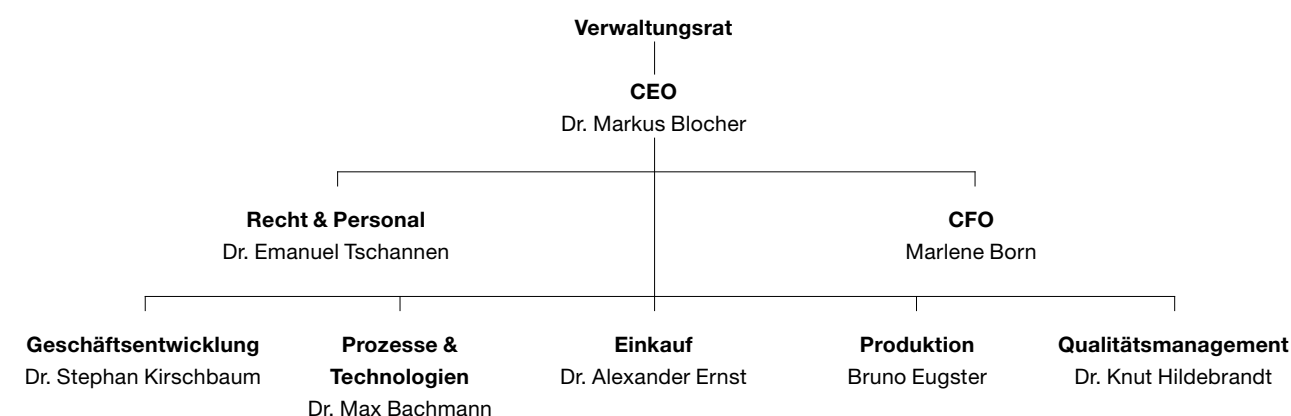 Verwaltungsrat
CEO
Dr. Markus Blocher
Recht & Personal
Dr. Emanuel Tschannen
CFO
Marlene Born
Geschäftsentwicklung
Dr. Stephan Kirschbaum
Prozesse &
Technologien
Dr. Max Bachmann
Einkauf
Dr. Alexander Ernst
Produktion
Bruno Eugster
Qualitätsmanagement
Dr. Knut Hildebrandt